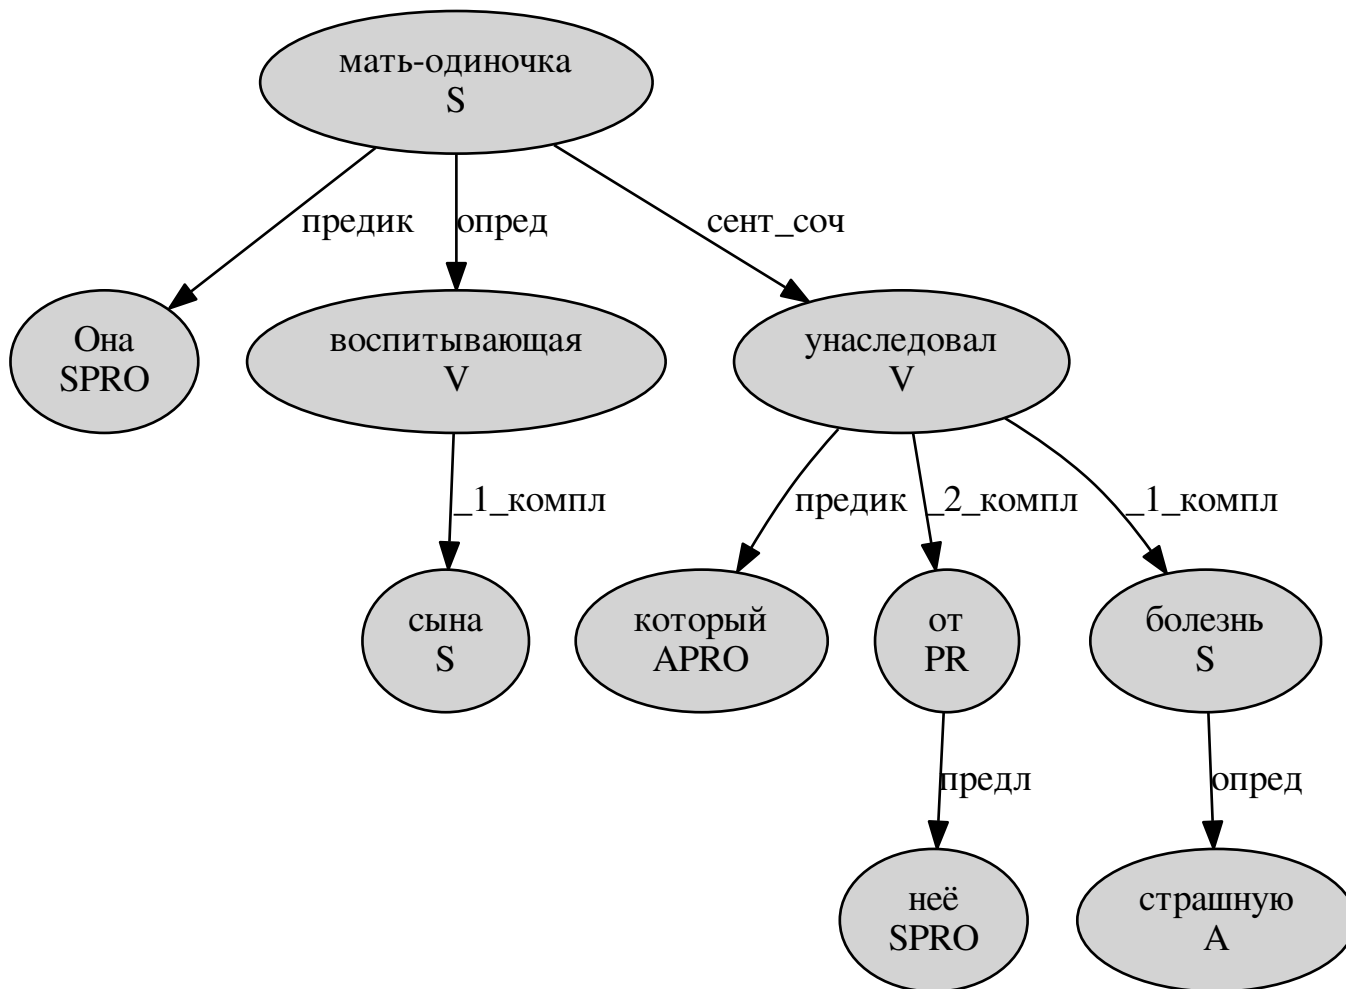 мать-одиночка
S
предик
опред
сент_соч
Она
SPRO
воспитывающая
V
унаследовал
V
_1_компл
предик
_2_компл
_1_компл
сына
S
который
APRO
от
PR
болезнь
S
предл
опред
неё
SPRO
страшную
A